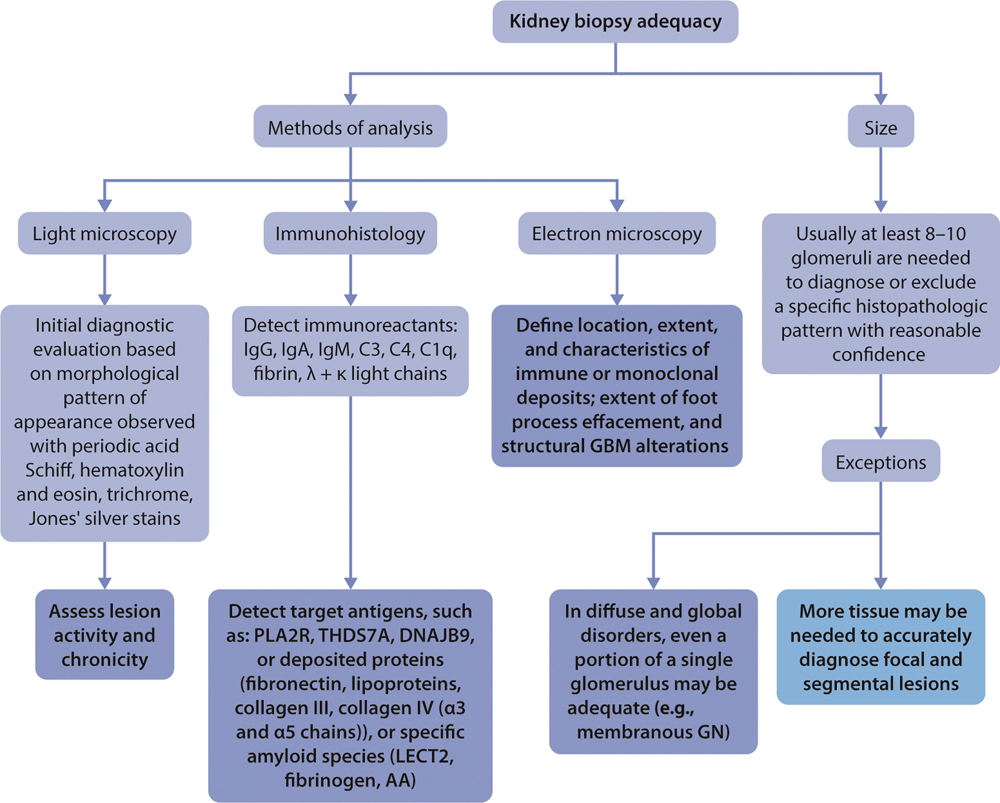 Kidney biopsy adequacy
Methods of analysis
Size
Light microscopy
Immunohistology
Electron microscopy
Usually at least 8–10
glomeruli are needed
to diagnose or exclude
a specific histopathologic
pattern with reasonable
confidence
Initial diagnostic
evaluation based
on morphological
pattern of
appearance observed
with periodic acid
Schiff, hematoxylin
and eosin, trichrome,
Jones' silver stains
Detect immunoreactants:
IgG, IgA, IgM, C3, C4, C1q,
fibrin, λ + κ light chains
Define location, extent,
and characteristics of
immune or monoclonal
deposits; extent of foot
process effacement, and
structural GBM alterations
Exceptions
Assess lesion
activity and
chronicity
Detect target antigens, such
as: PLA2R, THDS7A, DNAJB9,
or deposited proteins
(fibronectin, lipoproteins,
collagen III, collagen IV (α3
and α5 chains)), or specific
amyloid species (LECT2,
fibrinogen, AA)
In diffuse and global
disorders, even a
portion of a single
glomerulus may be
adequate (e.g.,
membranous GN)
More tissue may be
needed to accurately
diagnose focal and
segmental lesions